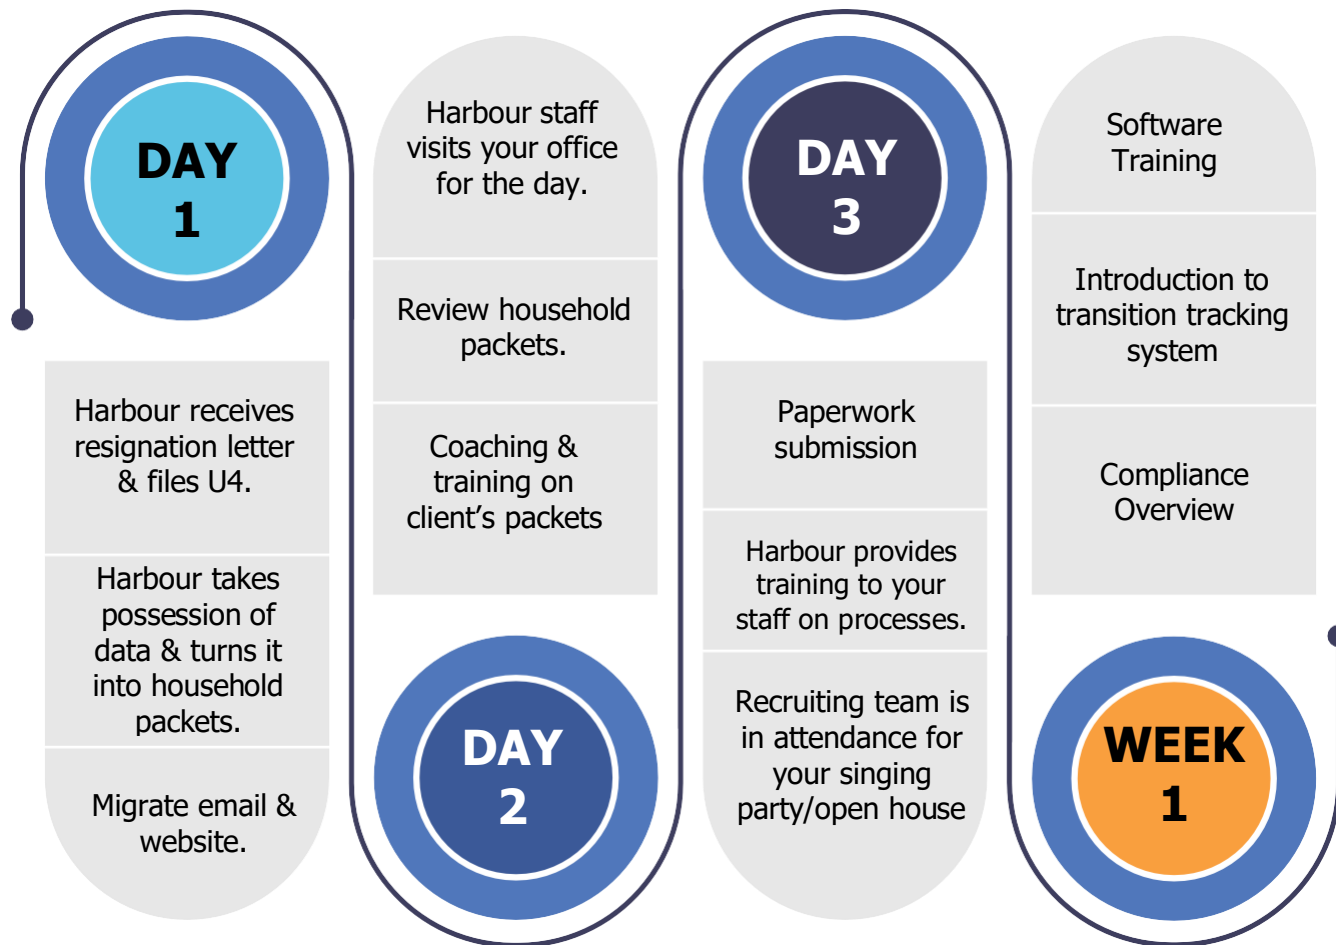 DAY
1
Harbour receives
resignation letter
& files U4.
Harbour takes
possession of
data & turns it
into household
packets.
Migrate email &
website.
Harbour staff
visits your office
for the day.
Review household
packets.
Coaching &
training on
client’s packets
DAY
2
DAY
3
Paperwork
submission
Harbour provides
training to your
staff on processes.
Recruiting team is
in attendance for
your singing
party/open house
Software
Training
Introduction to
transition tracking
system
Compliance
Overview
WEEK
1